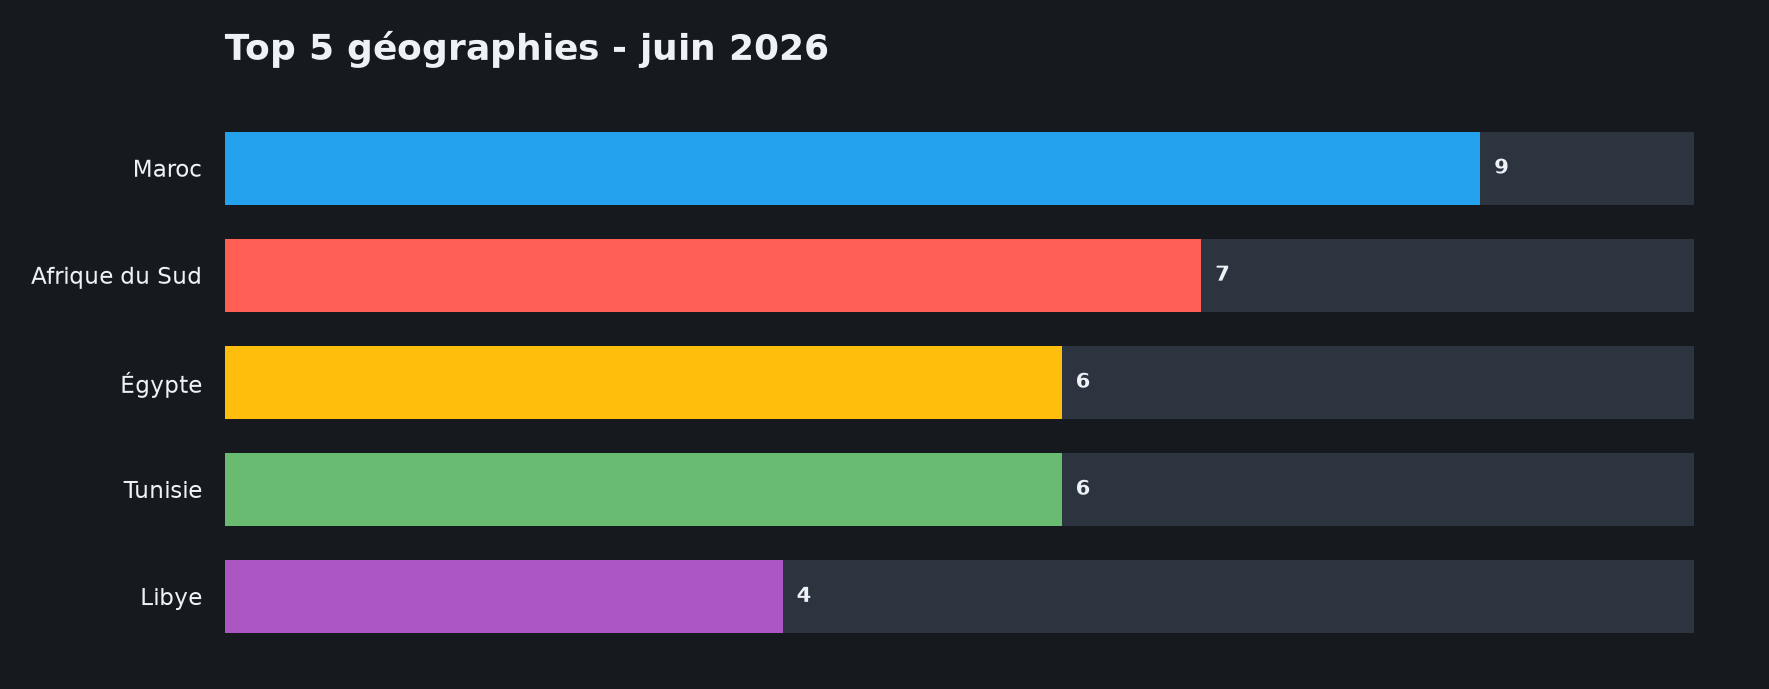 Top 5 géographies - juin 2026
Maroc 9
Afrique du Sud 7
Égypte 6
Tunisie 6
Libye 4